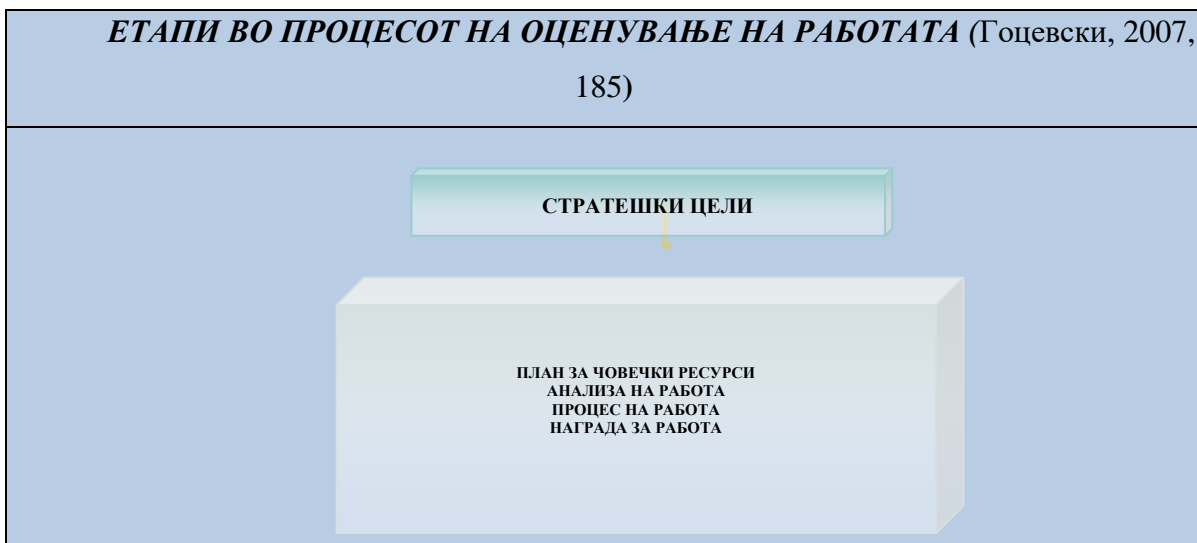 ЕТАПИ ВО ПРОЦЕСОТ НА ОЦЕНУВАЊЕ НА РАБОТАТА (Гоцевски, 2007,
185)
СТРАТЕШКИ ЦЕЛИ
ПЛАН ЗА ЧОВЕЧКИ РЕСУРСИ
АНАЛИЗА НА РАБОТА
ПРОЦЕС НА РАБОТА
НАГРАДА ЗА РАБОТА